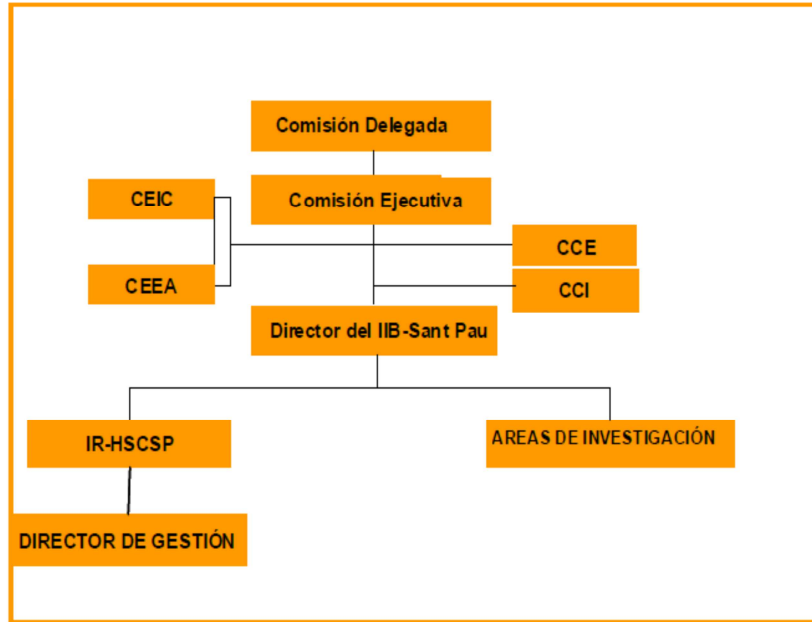 Comisión Delegada
CEIC
Comisión Ejecutiva
CCE
CEEA
CCI
Director del IIB-Sant Pau
IR-HSCSP
AREAS DE INVESTIGACIÓN
DIRECTOR DE GESTIÓN